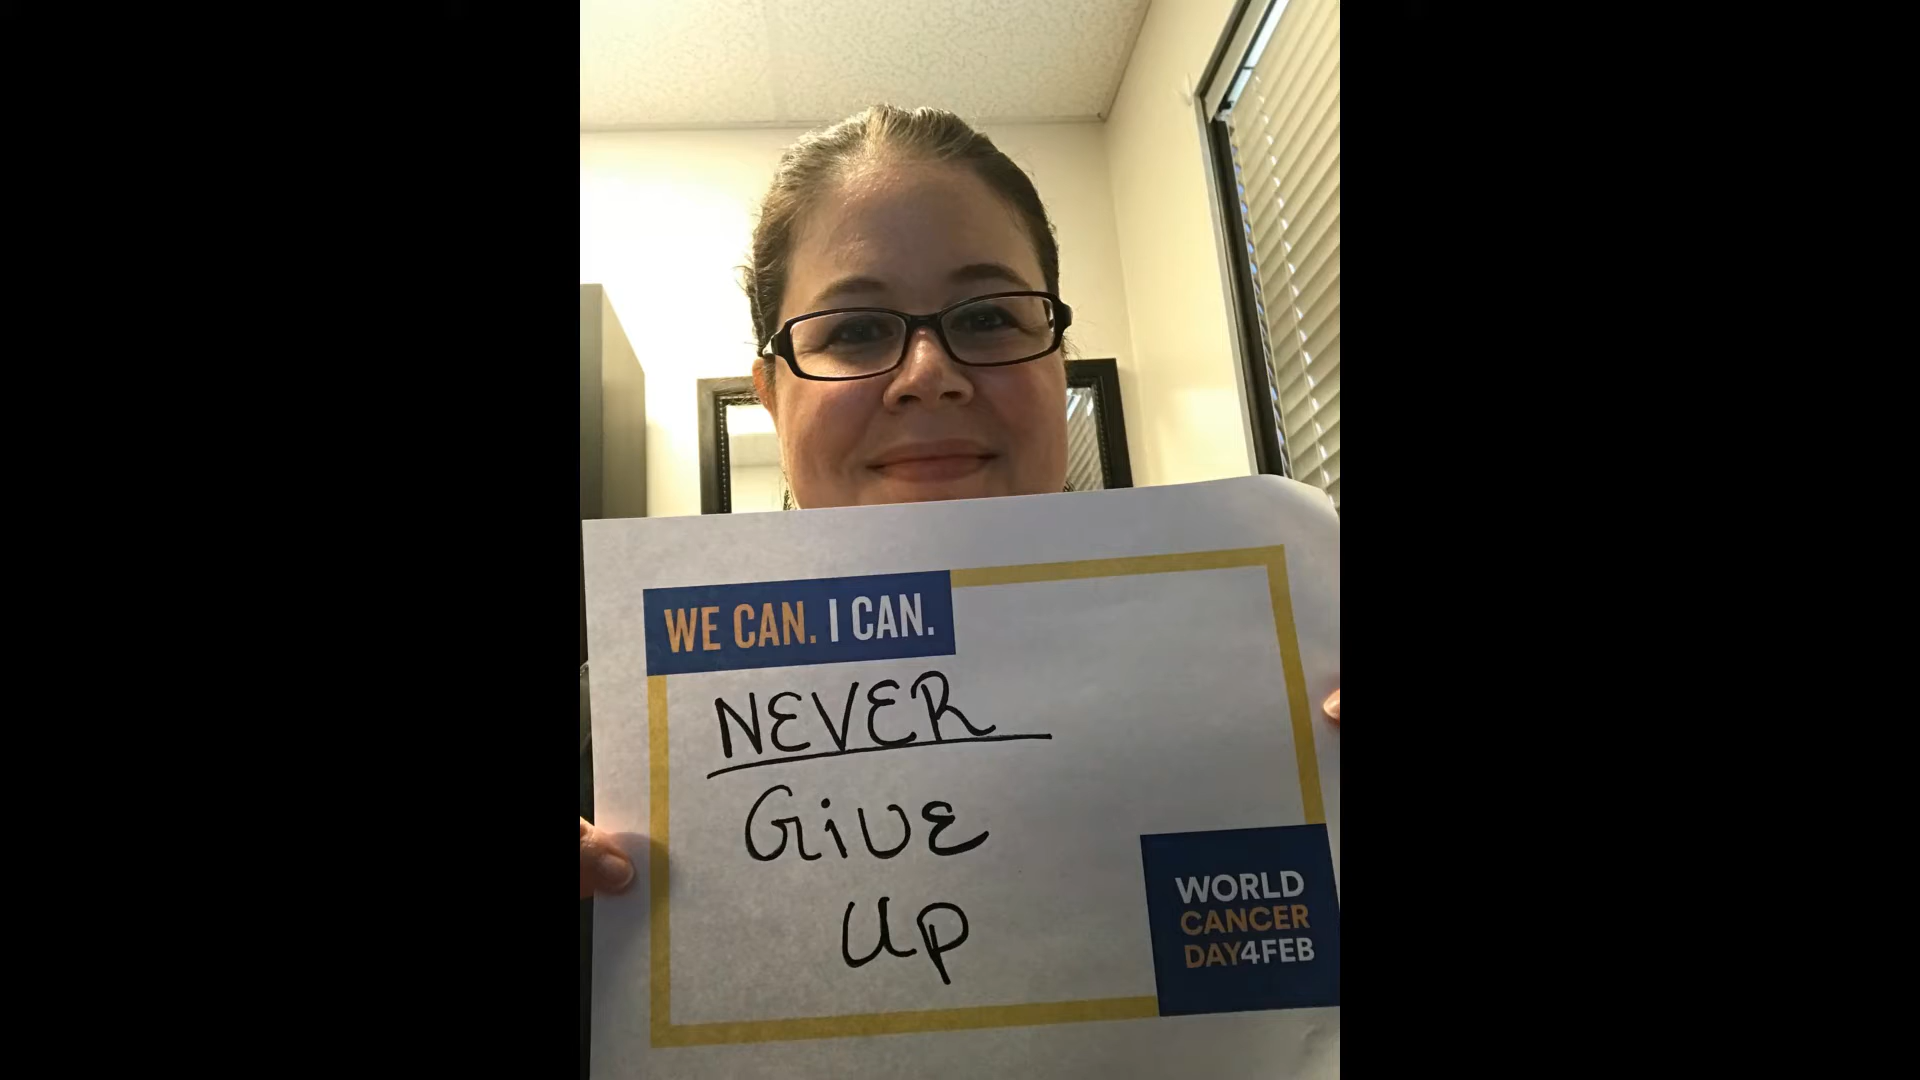 WE CAN. I CAN.
NEVER
GiVE
Up
WORLD
CANCER
DAY4FEB